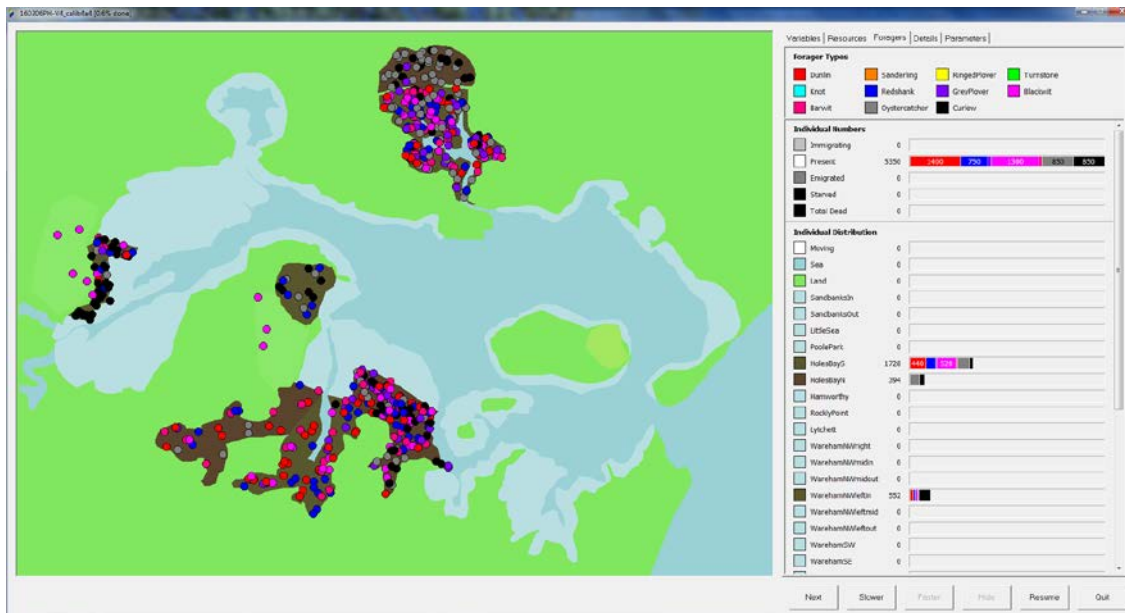 Variables | Resources | Foragers | Details | Parameters |
Forager Types
Dunlin Sanderling RingedPlover Turnstone
Knot Redshank GreyPlover Blackwit
Barwit Oystercatcher Curlew
Individual Numbers
Immigrating 0
Present 5350 1400 750 1300 850 850
Emigrated 0
Starved 0
Total Dead 0
Individual Distribution
Moving 0
Sea 0
Land 0
SandbanksIn 0
SandbanksOut 0
LittleSea 0
PoolePark 0
HolesBayS 1728 448 520
HolesBayN 394
Hamworthy 0
RockyPoint 0
Lytchett 0
WarehamNWright 0
WarehamNWmidin 0
WarehamNWmidout 0
WarehamNWleftin 552
WarehamNWleftmid 0
WarehamNWleftout 0
WarehamSW 0
WarehamSE 0
Next Slower Faster Hide Resume Quit